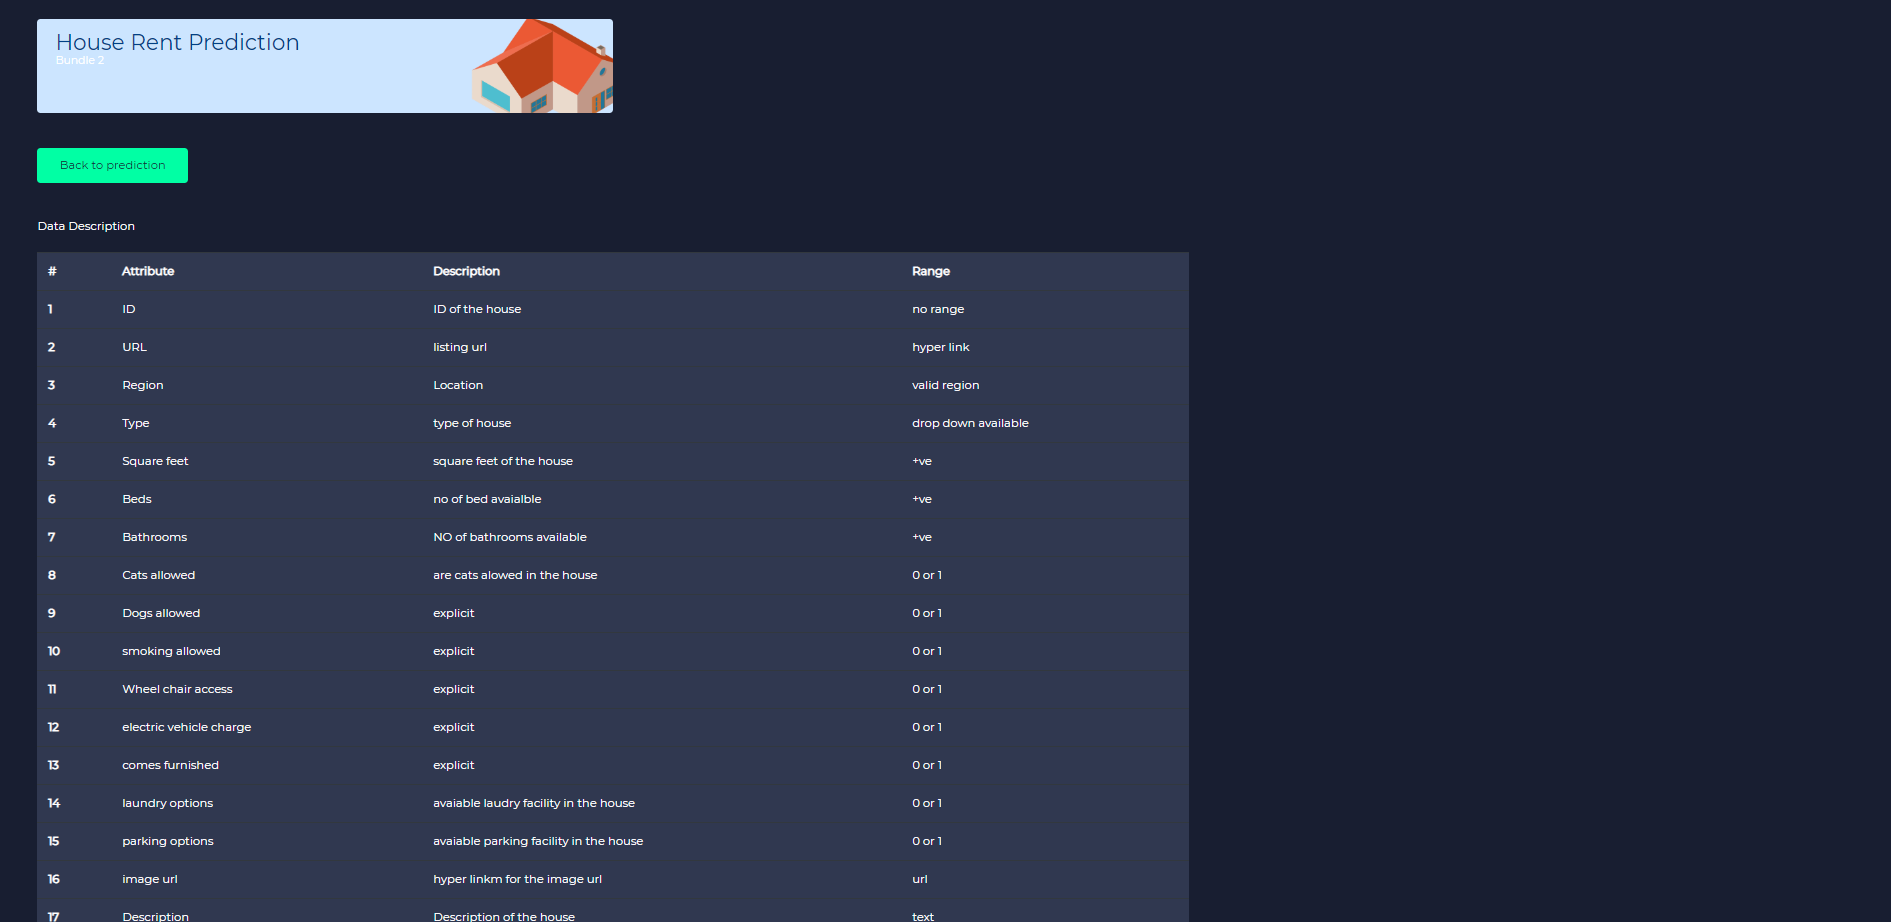 House Rent Prediction
Bundle 2
Back to prediction
Data Description
# Attribute Description Range
1 ID ID of the house no range
2 URL listing url hyper link
3 Region Location valid region
4 Type type of house drop down available
5 Square feet square feet of the house +ve
6 Beds no of bed avaialble +ve
7 Bathrooms NO of bathrooms available +ve
8 Cats allowed are cats alowed in the house 0 or 1
9 Dogs allowed explicit 0 or 1
10 smoking allowed explicit 0 or 1
11 Wheel chair access explicit 0 or 1
12 electric vehicle charge explicit 0 or 1
13 comes furnished explicit 0 or 1
14 laundry options avaiable laudry facility in the house 0 or 1
15 parking options avaiable parking facility in the house 0 or 1
16 image url hyper linkm for the image url url
17 Description Description of the house text